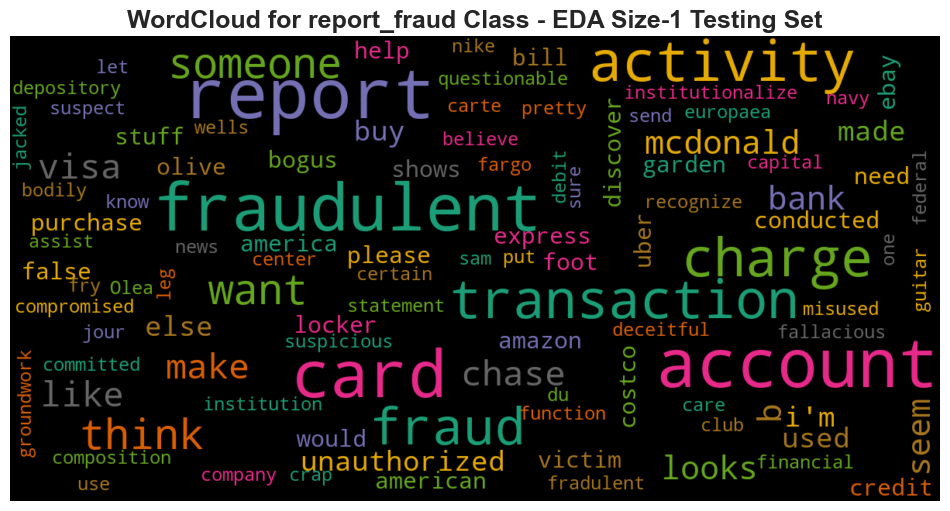 WordCloud for report_fraud Class - EDA Size-1 Testing Set
let
depository
suspect
jacked
someone
report
help
nike
bill
questionable
activity
institutionalize
navy
ebay
stuff
wells
buy
carte
pretty
believe
discover
send
europaea
mcdonald
made
visa
olive
bogus
shows
fargo
debit
sure
garden
capital
need
federal
bodily
know
fraudulent
recognize
bank
purchase
conducted
assist
news
america
center
please
certain
express
foot
sam
put
uber
charge
one
guitar
false
fry
Olea
leg
want
statement
transaction
misused
compromised
jour
else
locker
suspicious
amazon
deceitful
fallacious
groundwork
committed
make
card
chase
du
function
costco
account
like
institution
care
club
b
i'm
think
would
fraud
used
seem
composition
unauthorized
victim
looks
financial
use
company
crap
american
fradulent
credit